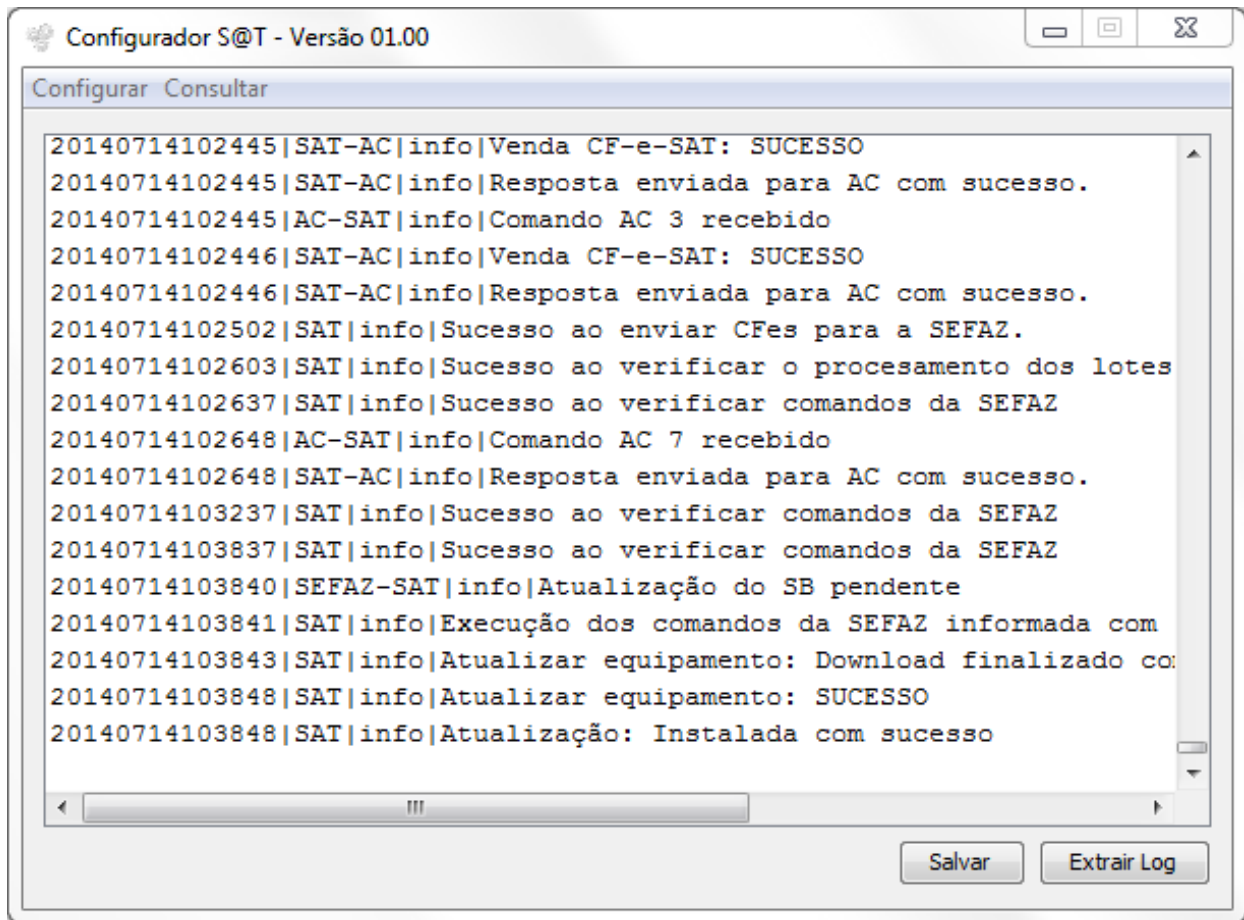 Configurador S@T - Versão 01.00
Configurar Consultar
20140714102445|SAT-AC|info|Venda CF-e-SAT: SUCESSO
20140714102445|SAT-AC|info|Resposta enviada para AC com sucesso.
20140714102445|AC-SAT|info|Comando AC 3 recebido
20140714102446|SAT-AC|info|Venda CF-e-SAT: SUCESSO
20140714102446|SAT-AC|info|Resposta enviada para AC com sucesso.
20140714102502|SAT|info|Sucesso ao enviar CFes para a SEFAZ.
20140714102603|SAT|info|Sucesso ao verificar o procesamento dos lotes
20140714102637|SAT|info|Sucesso ao verificar comandos da SEFAZ
20140714102648|AC-SAT|info|Comando AC 7 recebido
20140714102648|SAT-AC|info|Resposta enviada para AC com sucesso.
20140714103237|SAT|info|Sucesso ao verificar comandos da SEFAZ
20140714103837|SAT|info|Sucesso ao verificar comandos da SEFAZ
20140714103840|SEFAZ-SAT|info|Atualização do SB pendente
20140714103841|SAT|info|Execução dos comandos da SEFAZ informada com
20140714103843|SAT|info|Atualizar equipamento: Download finalizado co
20140714103848|SAT|info|Atualizar equipamento: SUCESSO
20140714103848|SAT|info|Atualização: Instalada com sucesso
Salvar Extrair Log